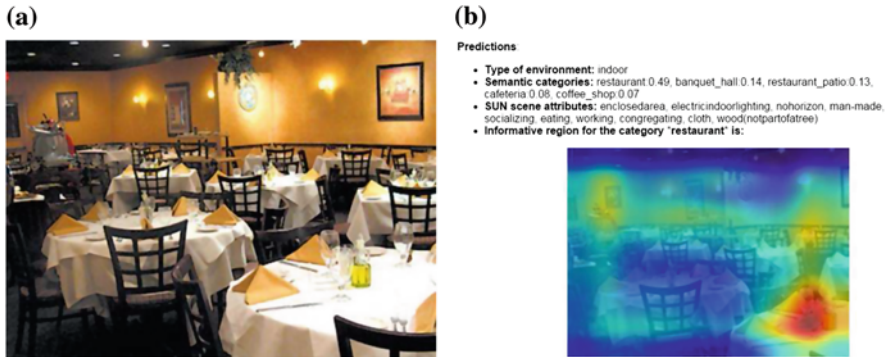 (a)
(b)
Predictions
• Type of environment: indoor
• Semantic categories: restaurant:0.49, banquet_hall:0.14, restaurant_patio:0.13,
cafeteria:0.08, coffee_shop:0.07
• SUN scene attributes: enclosedarea, electricindoorlighting, nohorizon, man-made,
socializing, eating, working, congregating, cloth, wood(notpartofatree)
• Informative region for the category "restaurant" is: